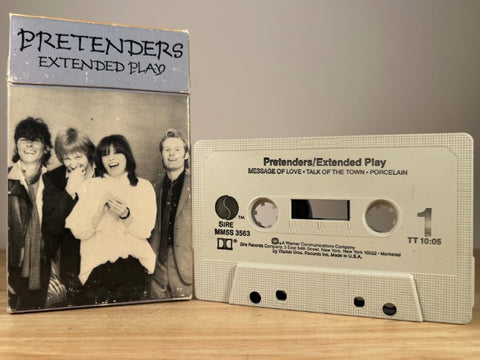 PRETENDERS
EXTENDED PLAY
Pretenders/Extended Play
MESSAGE OF LOVE • TALK OF THE TOWN • PORCELAIN
SIRE
MM5S 3563
1
TT 10:05
A Warner Communications Company
Sire Records Company, 3 East 54th Street, New York, New York 10022 - Marketed
by Warner Bros. Records Inc. Made in U.S.A.